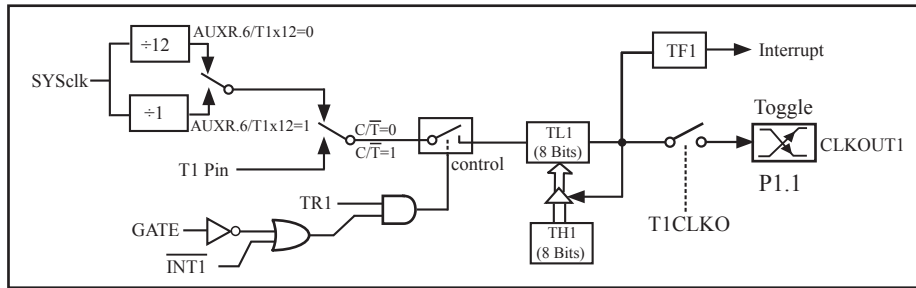 AUXR.6/T1x12=0
÷12
SYSclk
÷1
AUXR.6/T1x12=1
C/T̅=0
C/T̅=1
T1 Pin
control
TR1
GATE
I̅N̅T̅1̅
TL1
(8 Bits)
TH1
(8 Bits)
TF1
Interrupt
Toggle
CLKOUT1
P1.1
T1CLKO